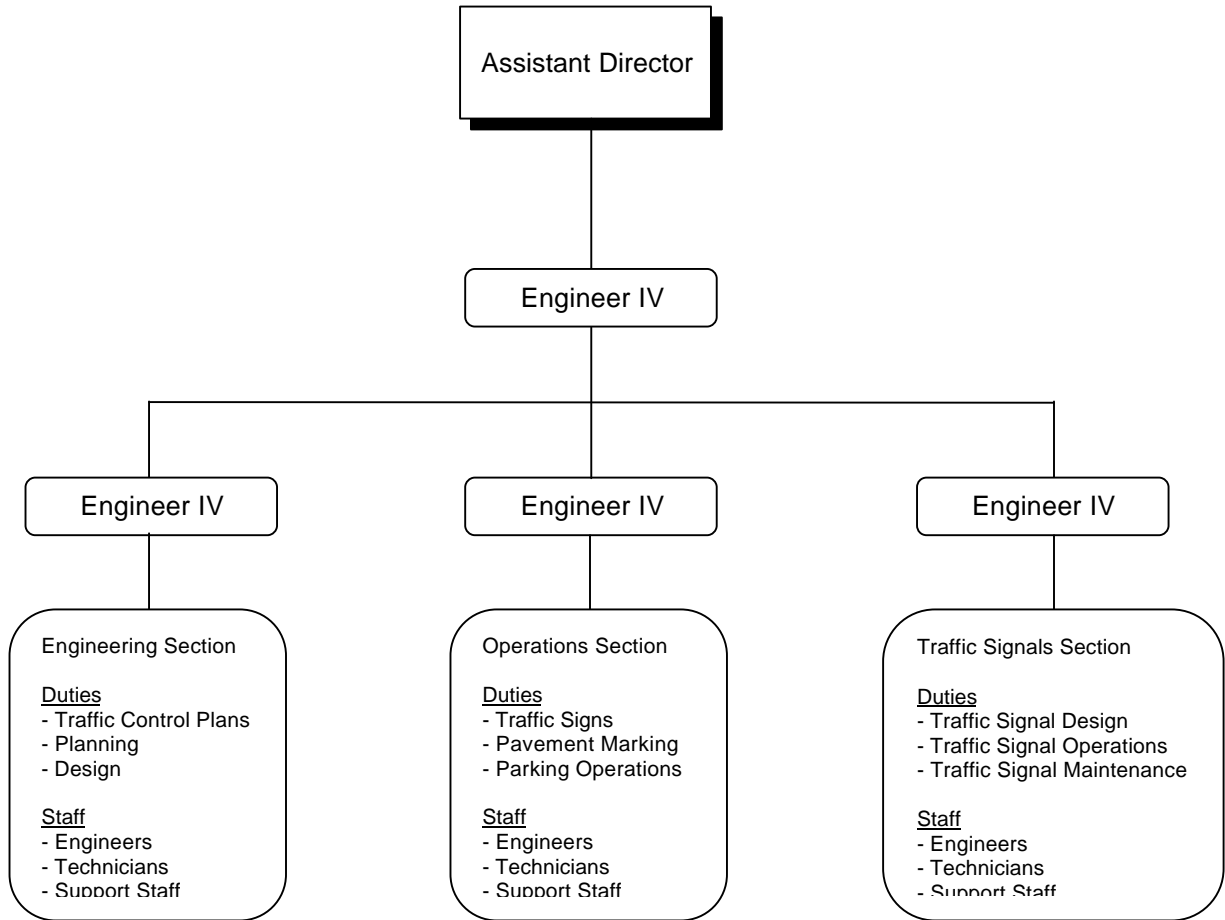 Assistant Director
Engineer IV
Engineer IV
Engineer IV
Engineer IV
Engineering Section
Duties
- Traffic Control Plans
- Planning
- Design
Staff
- Engineers
- Technicians
- Support Staff
Operations Section
Duties
- Traffic Signs
- Pavement Marking
- Parking Operations
Staff
- Engineers
- Technicians
- Support Staff
Traffic Signals Section
Duties
- Traffic Signal Design
- Traffic Signal Operations
- Traffic Signal Maintenance
Staff
- Engineers
- Technicians
- Support Staff